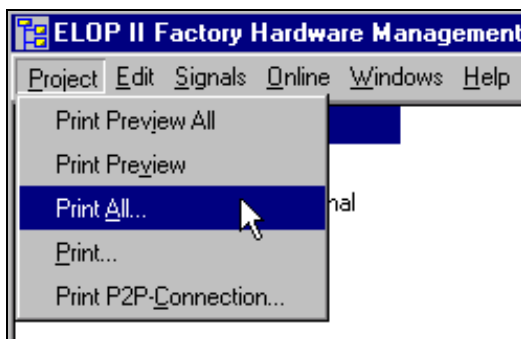 ELOP II Factory Hardware Management
Project Edit Signals Online Windows Help
Print Preview All
Print Preview
Print All...
Print...
Print P2P-Connection...